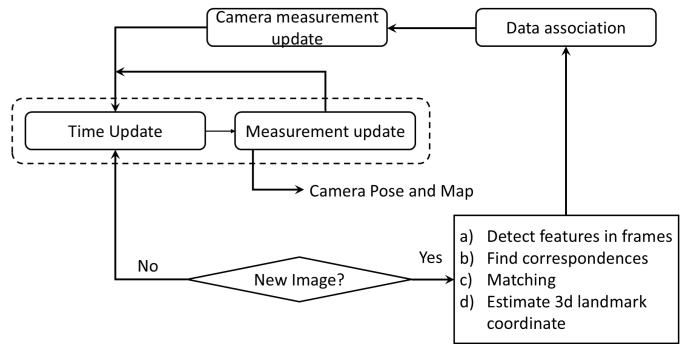 Camera measurement
update
Data association
Time Update
Measurement update
Camera Pose and Map
No
New Image?
Yes
a) Detect features in frames
b) Find correspondences
c) Matching
d) Estimate 3d landmark
coordinate